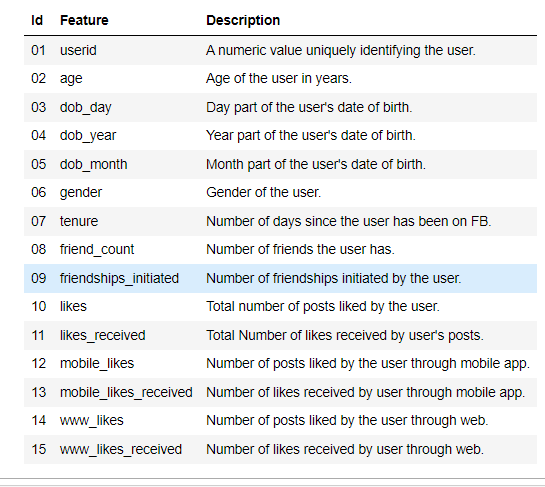 Id Feature Description
01 userid A numeric value uniquely identifying the user.
02 age Age of the user in years.
03 dob_day Day part of the user's date of birth.
04 dob_year Year part of the user's date of birth.
05 dob_month Month part of the user's date of birth.
06 gender Gender of the user.
07 tenure Number of days since the user has been on FB.
08 friend_count Number of friends the user has.
09 friendships_initiated Number of friendships initiated by the user.
10 likes Total number of posts liked by the user.
11 likes_received Total Number of likes received by user's posts.
12 mobile_likes Number of posts liked by the user through mobile app.
13 mobile_likes_received Number of likes received by user through mobile app.
14 www_likes Number of posts liked by the user through web.
15 www_likes_received Number of likes received by user through web.